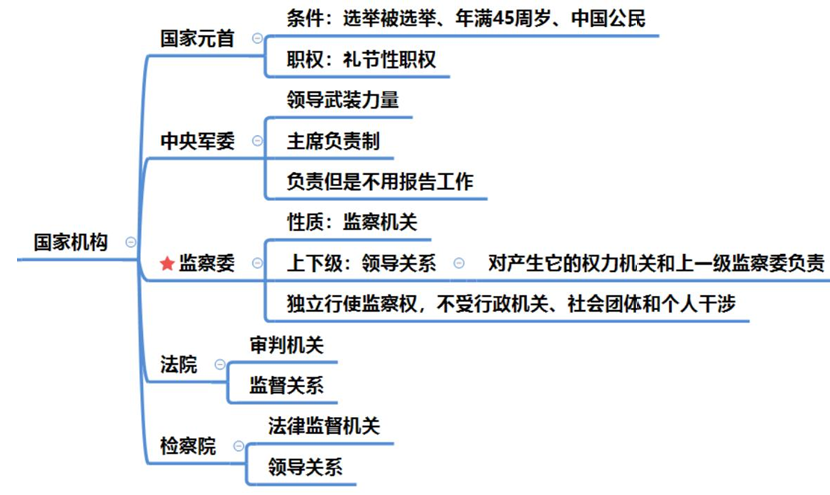 国家机构
国家元首
条件：选举被选举、年满45周岁、中国公民
职权：礼节性职权
中央军委
领导武装力量
主席负责制
负责但是不用报告工作
监察委
性质：监察机关
上下级：领导关系
对产生它的权力机关和上一级监察委负责
独立行使监察权，不受行政机关、社会团体和个人干涉
法院
审判机关
监督关系
检察院
法律监督机关
领导关系